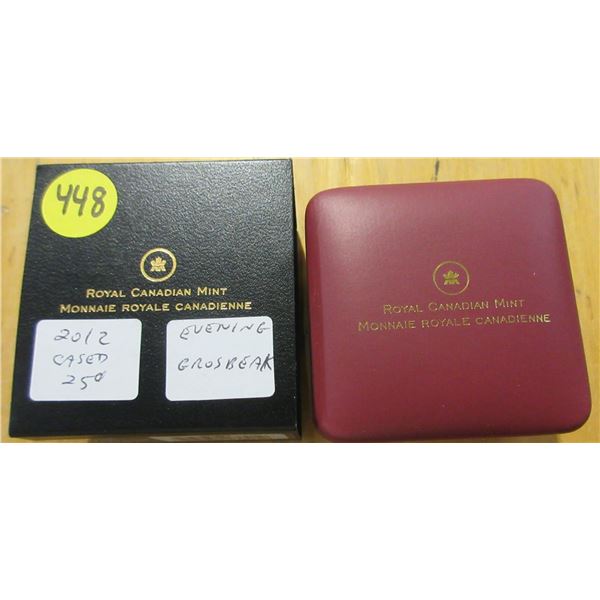 448
ROYAL CANADIAN MINT
MONNAIE ROYALE CANADIENNE
2012
CASED
25¢
EVENING
GROSBEAK
ROYAL CANADIAN MINT
MONNAIE ROYALE CANADIENNE